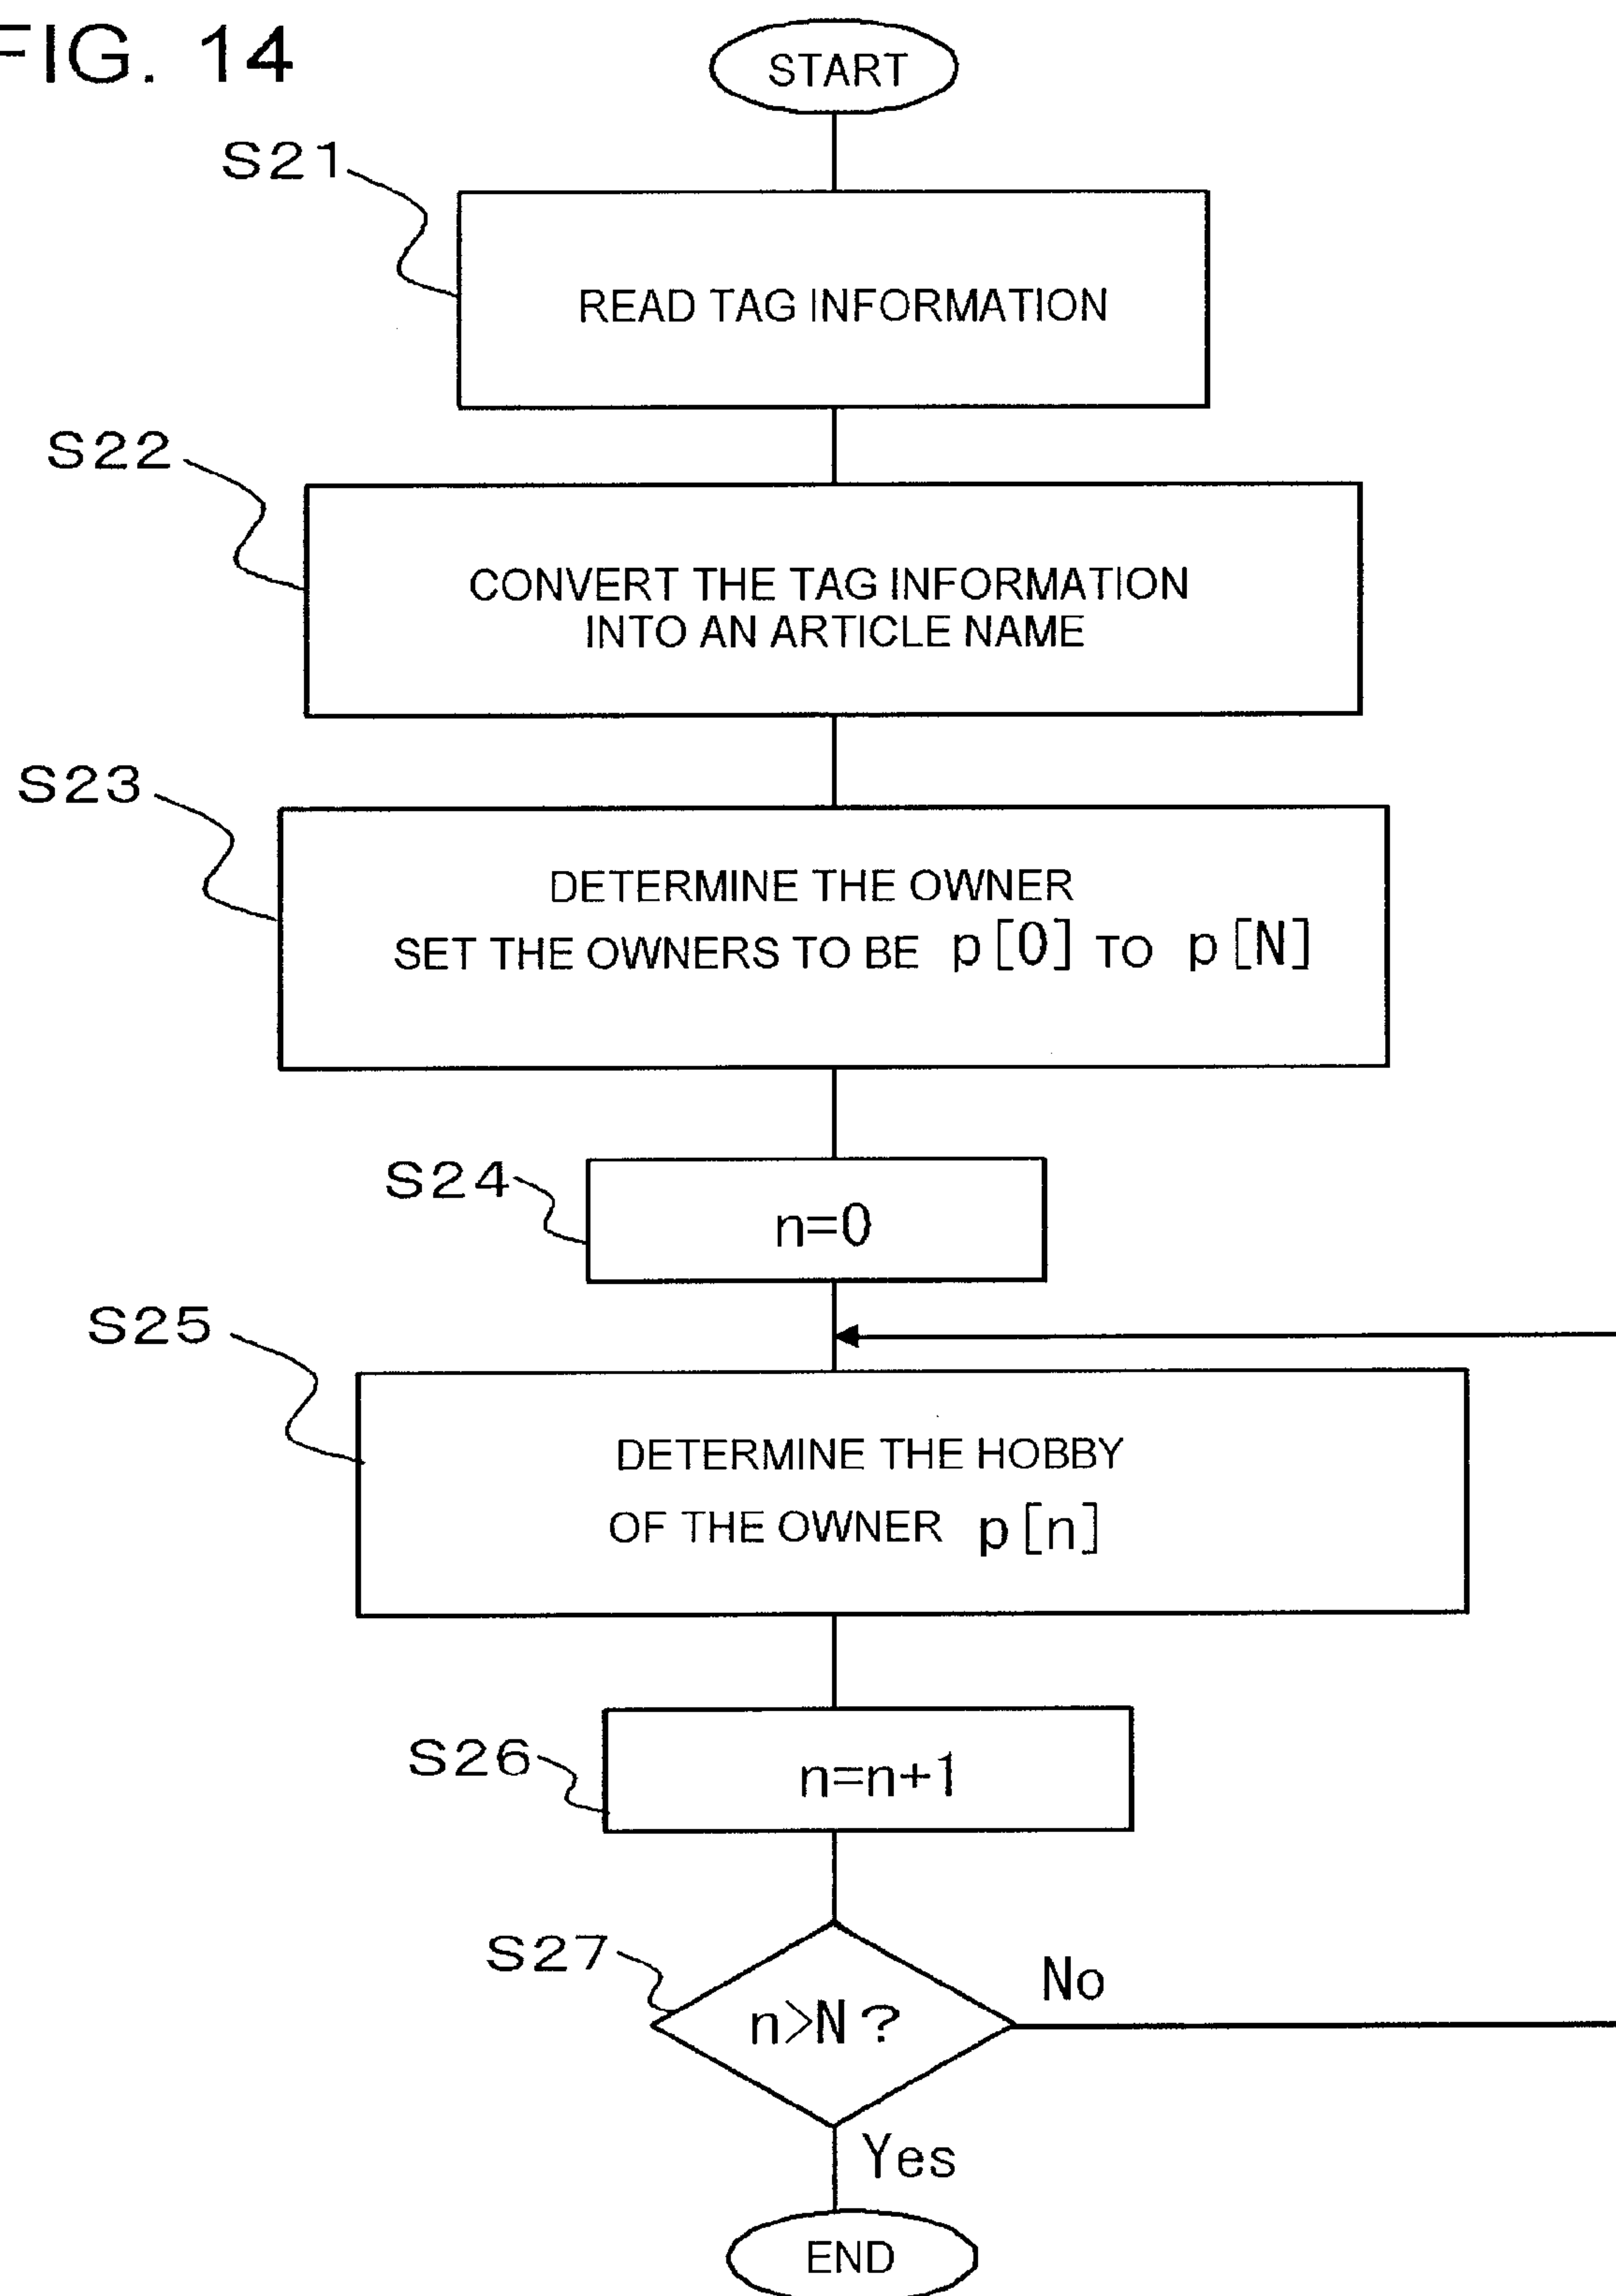 FIG. 14
START
S21
READ TAG INFORMATION
S22
CONVERT THE TAG INFORMATION
INTO AN ARTICLE NAME
S23
DETERMINE THE OWNER
SET THE OWNERS TO BE p[0] TO p[N]
S24
n=0
S25
DETERMINE THE HOBBY
OF THE OWNER p[n]
S26
n=n+1
S27
n>N?
No
Yes
END